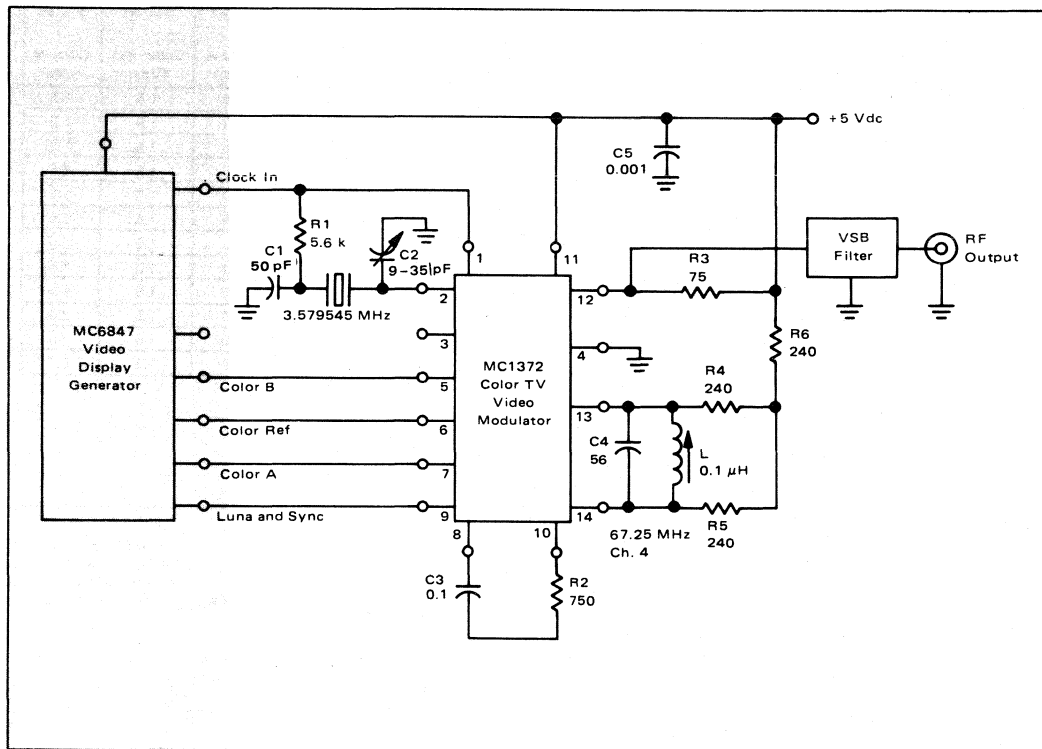 +5 Vdc
C5
0.001
Clock In
R1
5.6 k
C1
50 pF
C2
9-35 pF
3.579545 MHz
1
11
2
3
5
6
7
9
8
10
12
4
13
14
MC6847
Video
Display
Generator
Color B
Color Ref
Color A
Luna and Sync
MC1372
Color TV
Video
Modulator
R3
75
VSB
Filter
RF
Output
R6
240
R4
240
C4
56
L
0.1 µH
R5
240
67.25 MHz
Ch. 4
C3
0.1
R2
750